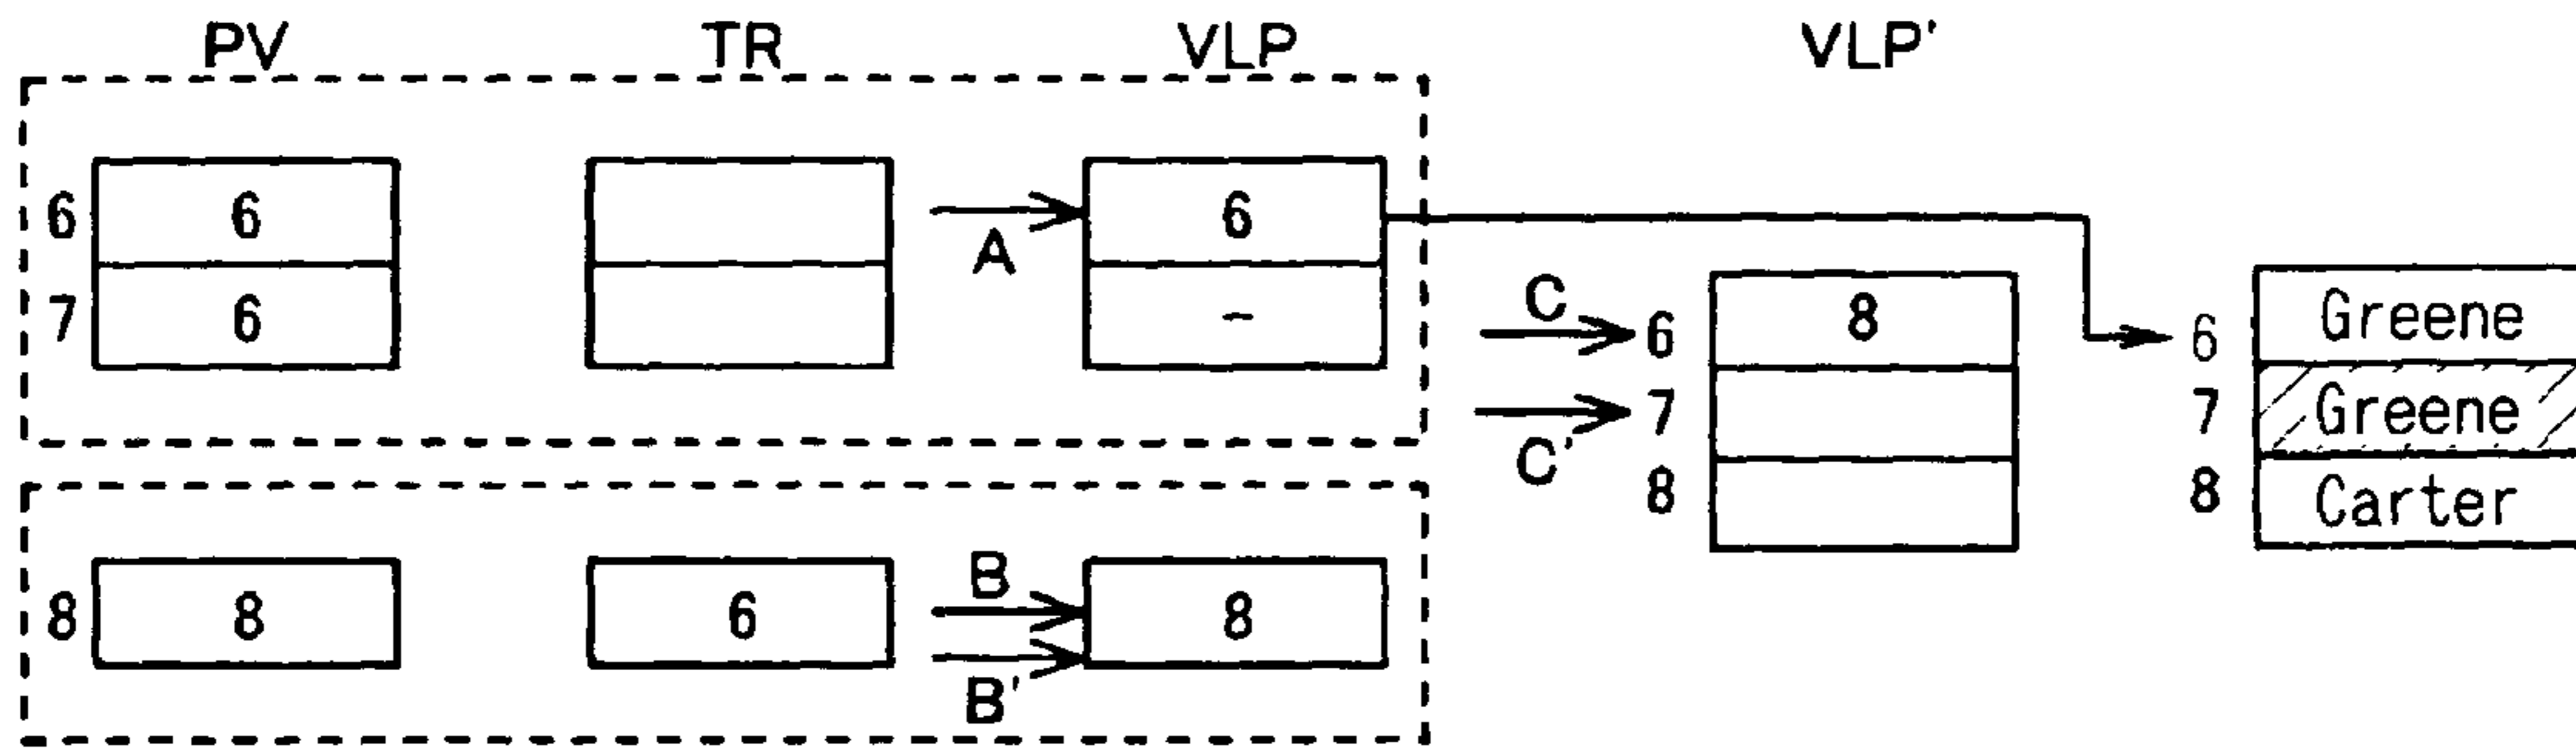 PV TR VLP VLP'
6 6 A 6
7 6 -
C 6 8 6 Greene
C' 7 7 Greene
8 8 Carter
8 8 6 B 8
B'